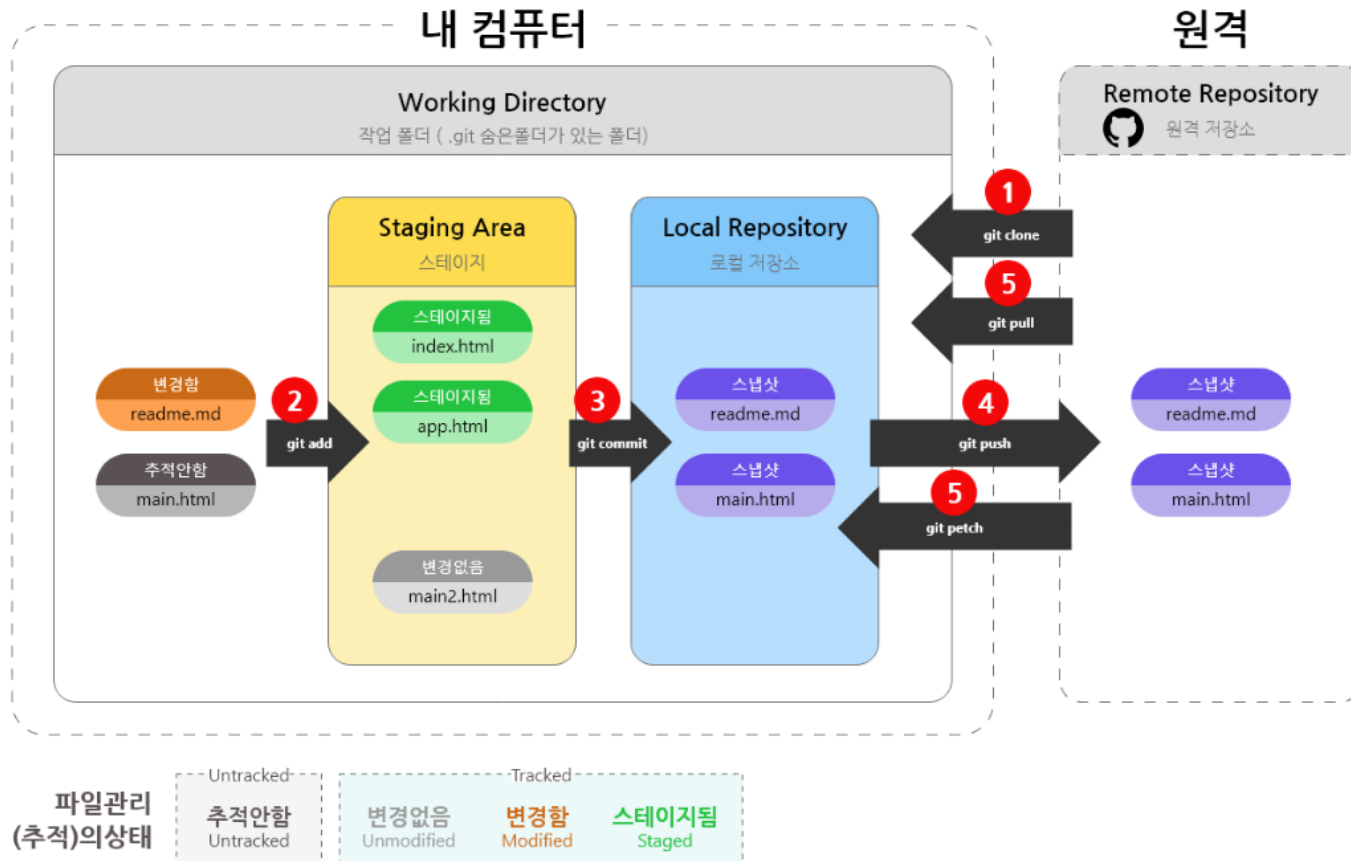 내 컴퓨터
원격
Working Directory
작업 폴더 ( .git 숨은폴더가 있는 폴더)
Remote Repository
원격 저장소
Staging Area
스테이지
Local Repository
로컬 저장소
1
git clone
5
git pull
스테이지됨
index.html
변경함
readme.md
추적안함
main.html
2
git add
스테이지됨
app.html
3
git commit
스냅샷
readme.md
스냅샷
main.html
4
git push
5
git petch
스냅샷
readme.md
스냅샷
main.html
변경없음
main2.html
파일관리
(추적)의상태
Untracked
추적안함
Untracked
Tracked
변경없음
Unmodified
변경함
Modified
스테이지됨
Staged